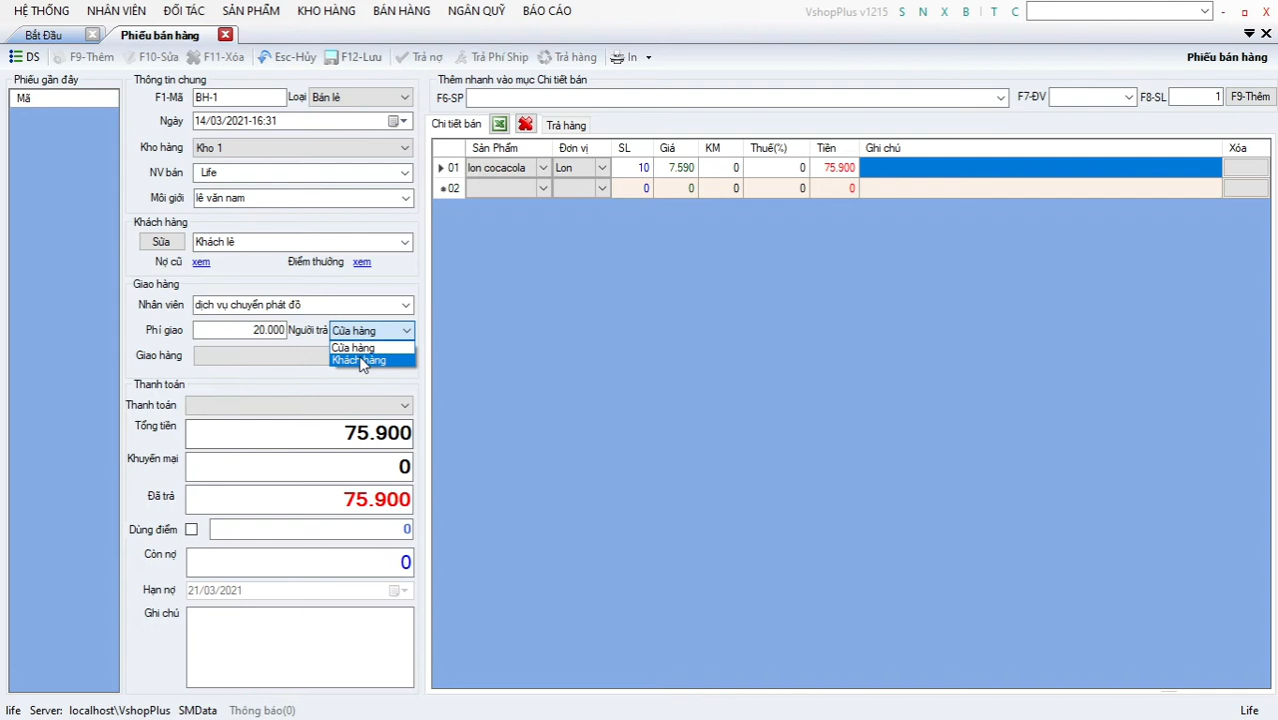 HỆ THỐNG NHÂN VIÊN ĐỐI TÁC SẢN PHẨM KHO HÀNG BÁN HÀNG NGÂN QUỸ BÁO CÁO VshopPlus v1215 S N X B T C
Bắt Đầu Phiếu bán hàng
DS F9-Thêm F10-Sửa F11-Xóa Esc-Hủy F12-Lưu Trả nợ Trả Phí Ship Trả hàng In Phiếu bán hàng
Phiếu gần đây
Mã
Thông tin chung
F1-Mã BH-1 Loại Bán lẻ
Ngày 14/03/2021-16:31
Kho hàng Kho 1
NV bán Life
Môi giới lê văn nam
Khách hàng
Sửa Khách lẻ
Nợ cũ xem Điểm thưởng xem
Giao hàng
Nhân viên dịch vụ chuyển phát đồ
Phí giao 20.000 Người trả Cửa hàng
Cửa hàng
Khách hàng
Giao hàng
Thanh toán
Thanh toán
Tổng tiền 75.900
Khuyến mại 0
Đã trả 75.900
Dùng điểm 0
Còn nợ 0
Hạn nợ 21/03/2021
Ghi chú
Thêm nhanh vào mục Chi tiết bán
F6-SP F7-ĐV F8-SL 1 F9-Thêm
Chi tiết bán Trả hàng
Sản Phẩm Đơn vị SL Giá KM Thuế(%) Tiền Ghi chú Xóa
01 lon cocacola Lon 10 7.590 0 0 75.900
02 0 0 0 0 0
life Server: localhost\VshopPlus SMData Thông báo(0) Life